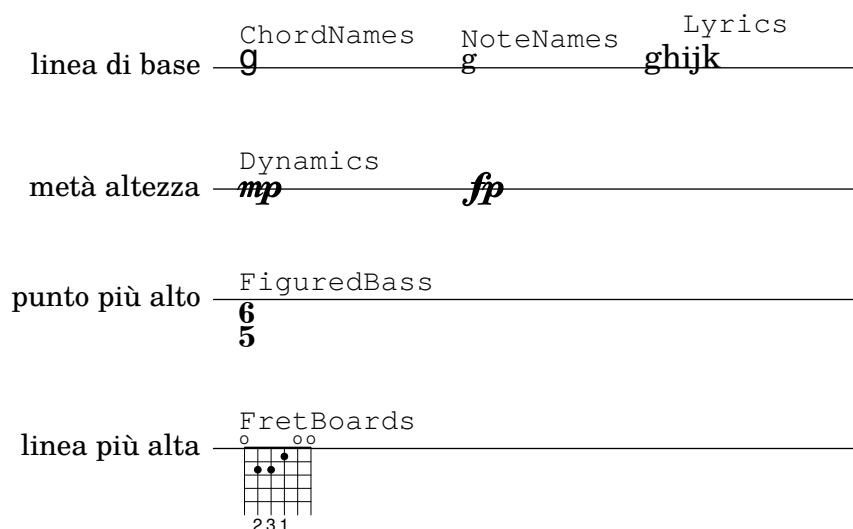 ChordNames NoteNames Lyrics
linea di base g g ghijk
Dynamics
metà altezza mp fp
FiguredBass
punto più alto
6
5
FretBoards
o oo
linea più alta
231